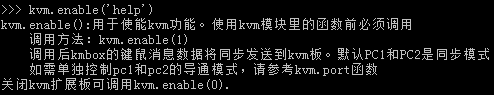 >>> kvm.enable('help')
kvm.enable():用于使能kvm功能。使用kvm模块里的函数前必须调用
调用方法: kvm.enable(1)
调用后kmbox的键鼠消息数据将同步发送到kvm板。默认PC1和PC2是同步模式
如需单独控制pc1和pc2的导通模式，请参考kvm.port函数
关闭kvm扩展板可调用kvm.enable(0).